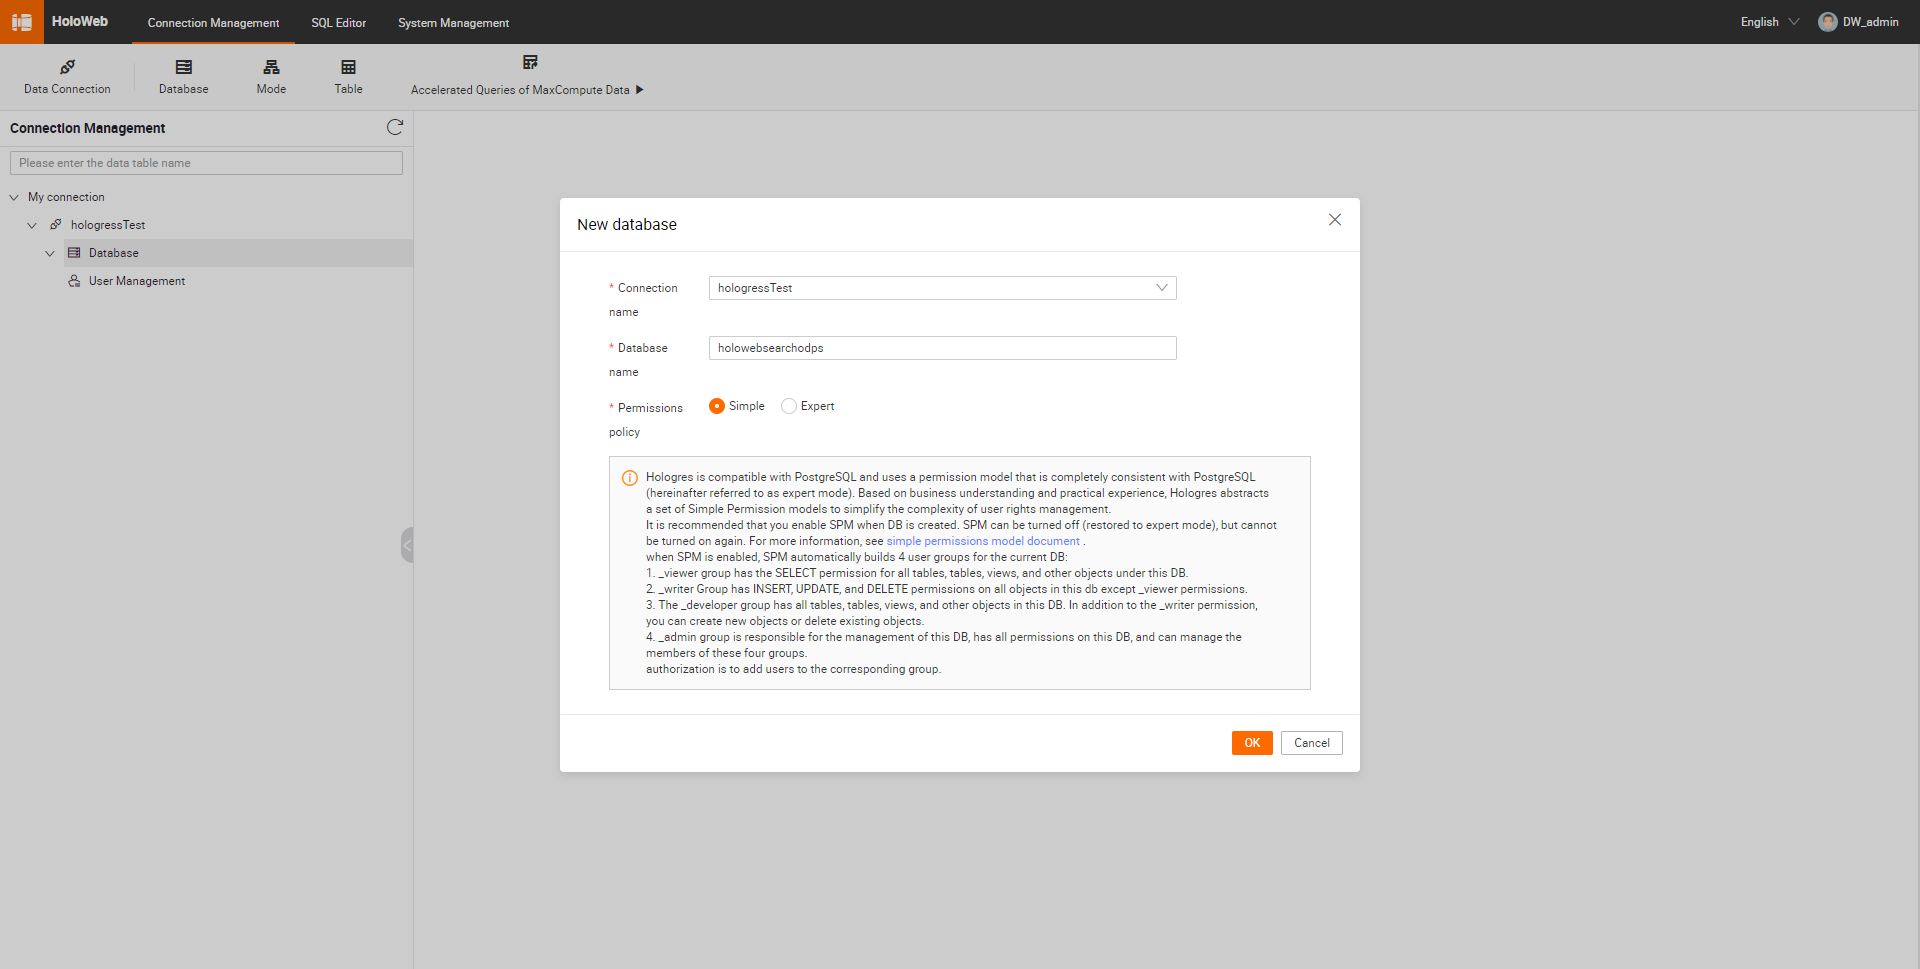 HoloWeb
Connection Management
SQL Editor
System Management
English
DW_admin
Data Connection
Database
Mode
Table
Accelerated Queries of MaxCompute Data
Connection Management
Please enter the data table name
My connection
hologressTest
Database
User Management
New database
* Connection name
hologressTest
* Database name
holowebsearchodps
* Permissions policy
Simple
Expert
Hologres is compatible with PostgreSQL and uses a permission model that is completely consistent with PostgreSQL
(hereinafter referred to as expert mode). Based on business understanding and practical experience, Hologres abstracts
a set of Simple Permission models to simplify the complexity of user rights management.
It is recommended that you enable SPM when DB is created. SPM can be turned off (restored to expert mode), but cannot
be turned on again. For more information, see simple permissions model document .
when SPM is enabled, SPM automatically builds 4 user groups for the current DB:
1. _viewer group has the SELECT permission for all tables, tables, views, and other objects under this DB.
2. _writer Group has INSERT, UPDATE, and DELETE permissions on all objects in this db except _viewer permissions.
3. The _developer group has all tables, tables, views, and other objects in this DB. In addition to the _writer permission,
you can create new objects or delete existing objects.
4. _admin group is responsible for the management of this DB, has all permissions on this DB, and can manage the
members of these four groups.
authorization is to add users to the corresponding group.
OK
Cancel